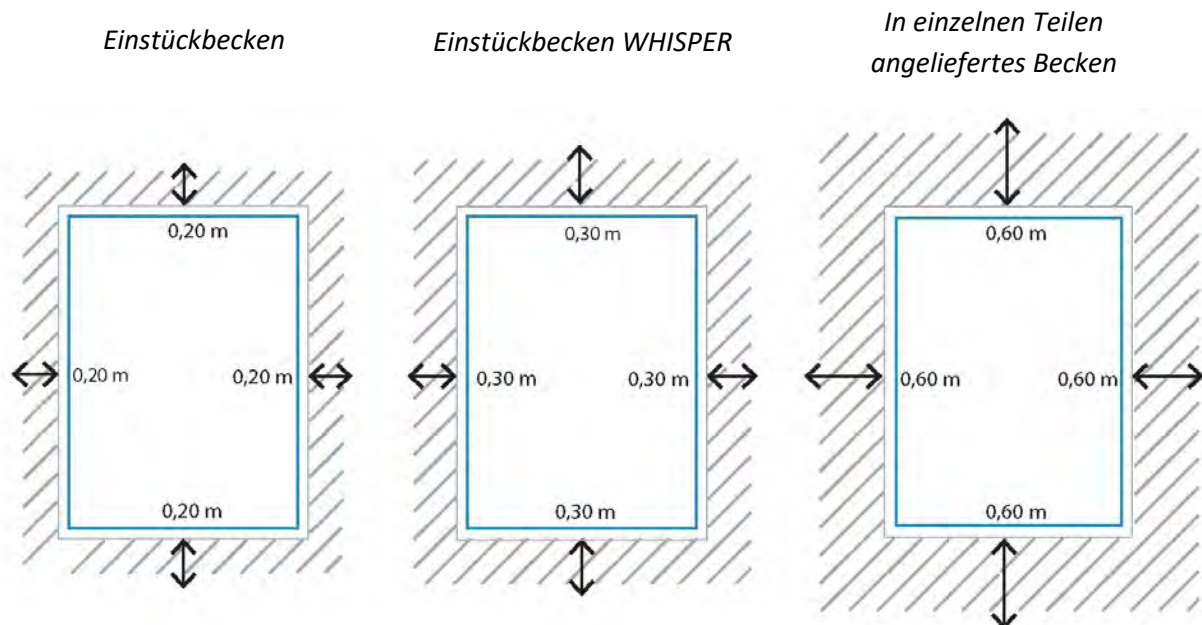 Einstückbecken
Einstückbecken WHISPER
In einzelnen Teilen
angeliefertes Becken
0,20 m
0,20 m
0,20 m
0,20 m
0,30 m
0,30 m
0,30 m
0,30 m
0,60 m
0,60 m
0,60 m
0,60 m